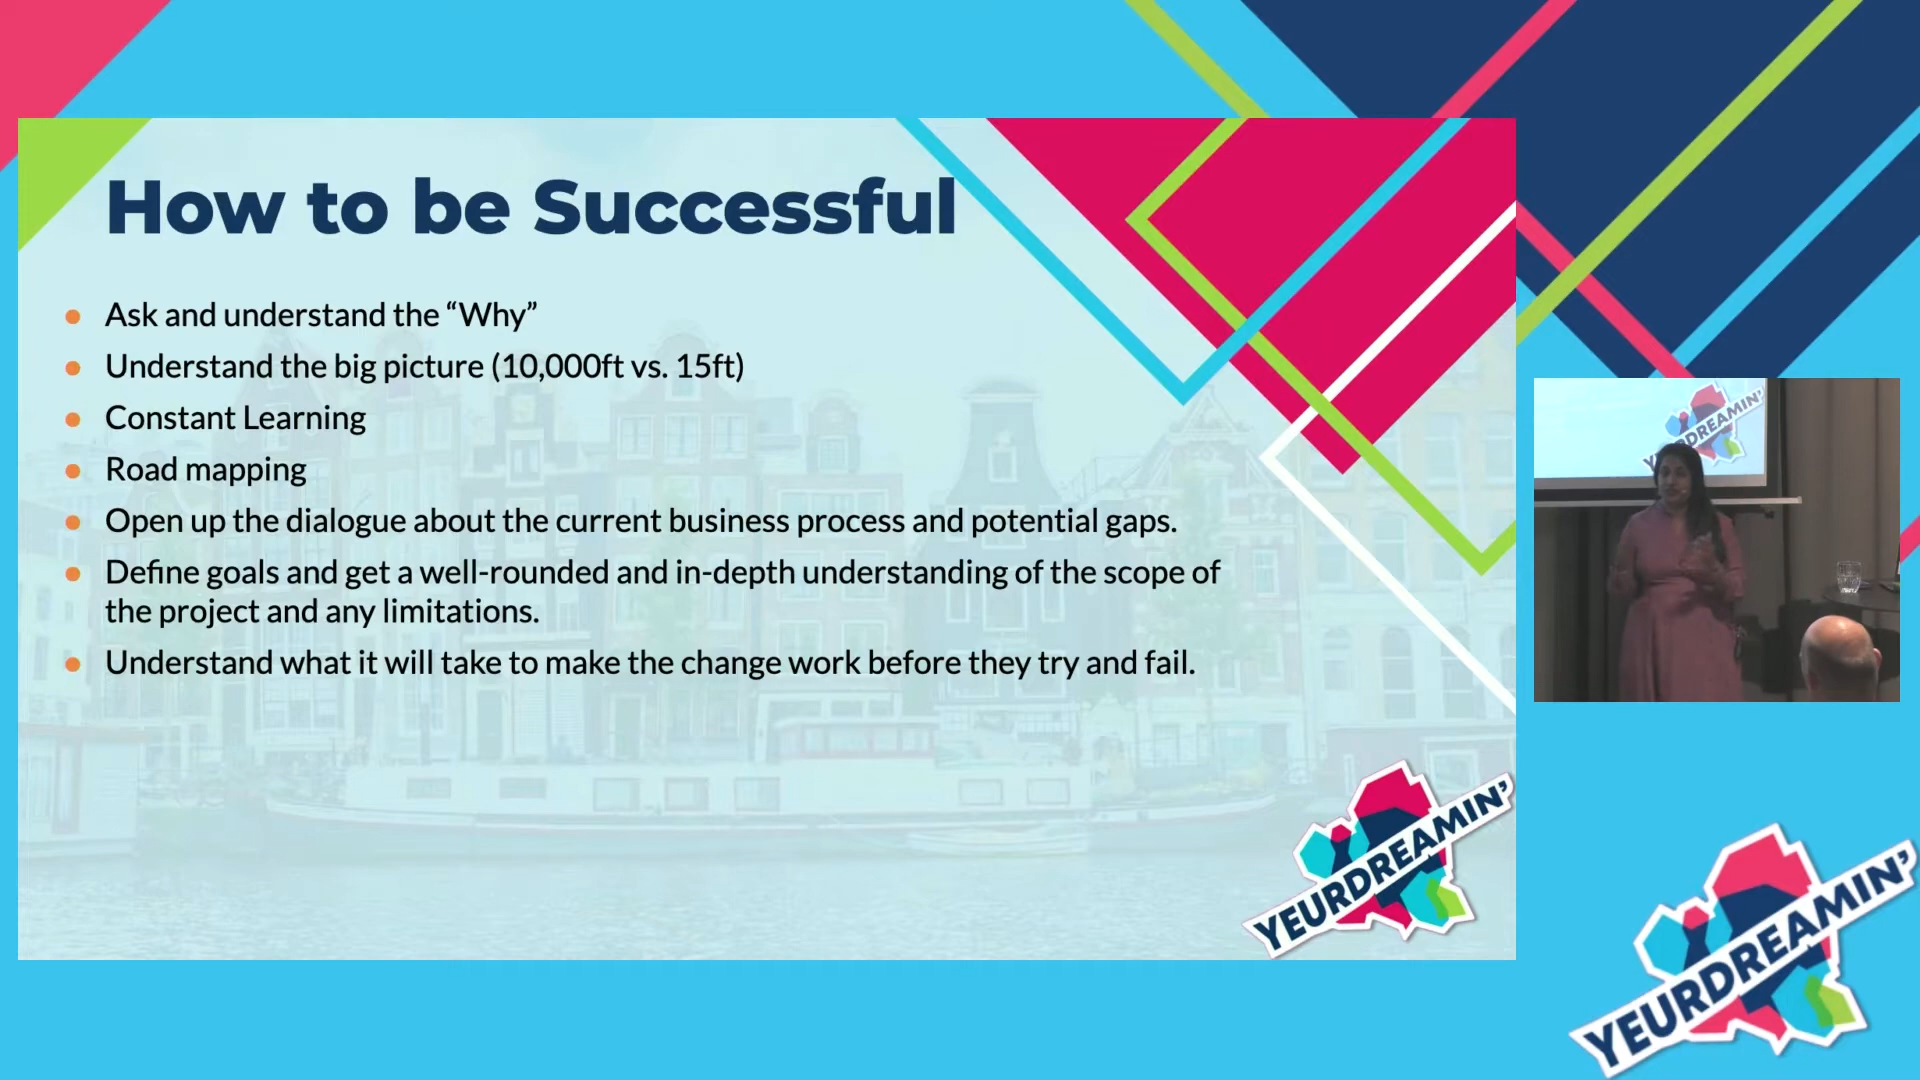 How to be Successful
Ask and understand the “Why”
Understand the big picture (10,000ft vs. 15ft)
Constant Learning
Road mapping
Open up the dialogue about the current business process and potential gaps.
Define goals and get a well-rounded and in-depth understanding of the scope of
the project and any limitations.
Understand what it will take to make the change work before they try and fail.
YEURDREAMIN’
DREAMIN’
YEURDREAMIN’